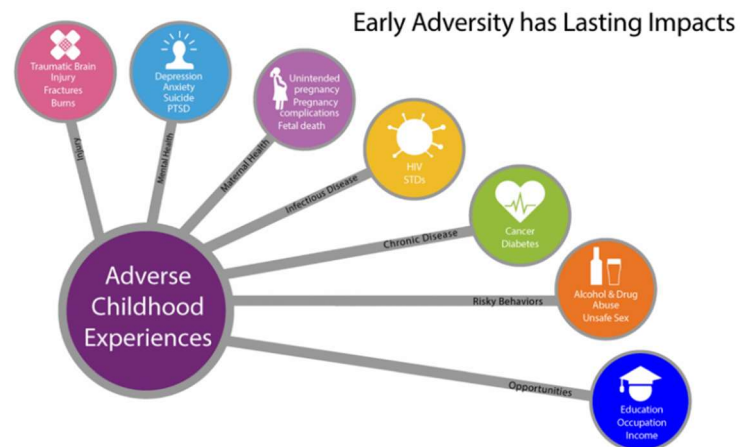 Early Adversity has Lasting Impacts
Traumatic Brain
Injury
Fractures
Burns
Injury
Depression
Anxiety
Suicide
PTSD
Mental Health
Unintended
pregnancy
Pregnancy
complications
Fetal death
Maternal Health
HIV
STDs
Infectious Disease
Cancer
Diabetes
Chronic Disease
Alcohol & Drug
Abuse
Unsafe Sex
Risky Behaviors
Education
Occupation
Income
Opportunities
Adverse
Childhood
Experiences